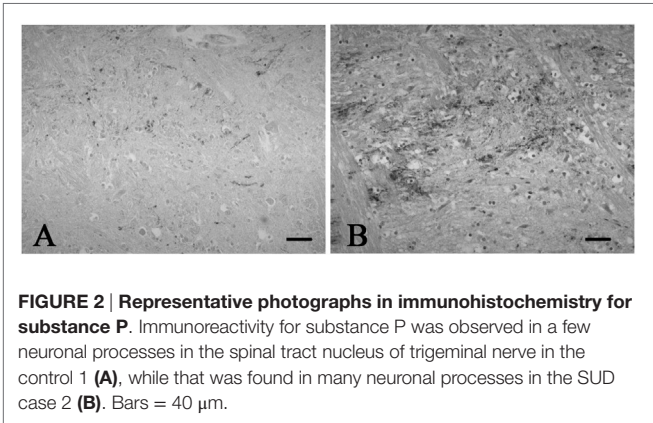 A
B
FIGURE 2 | Representative photographs in immunohistochemistry for
substance P. Immunoreactivity for substance P was observed in a few
neuronal processes in the spinal tract nucleus of trigeminal nerve in the
control 1 (A), while that was found in many neuronal processes in the SUD
case 2 (B). Bars = 40 μm.